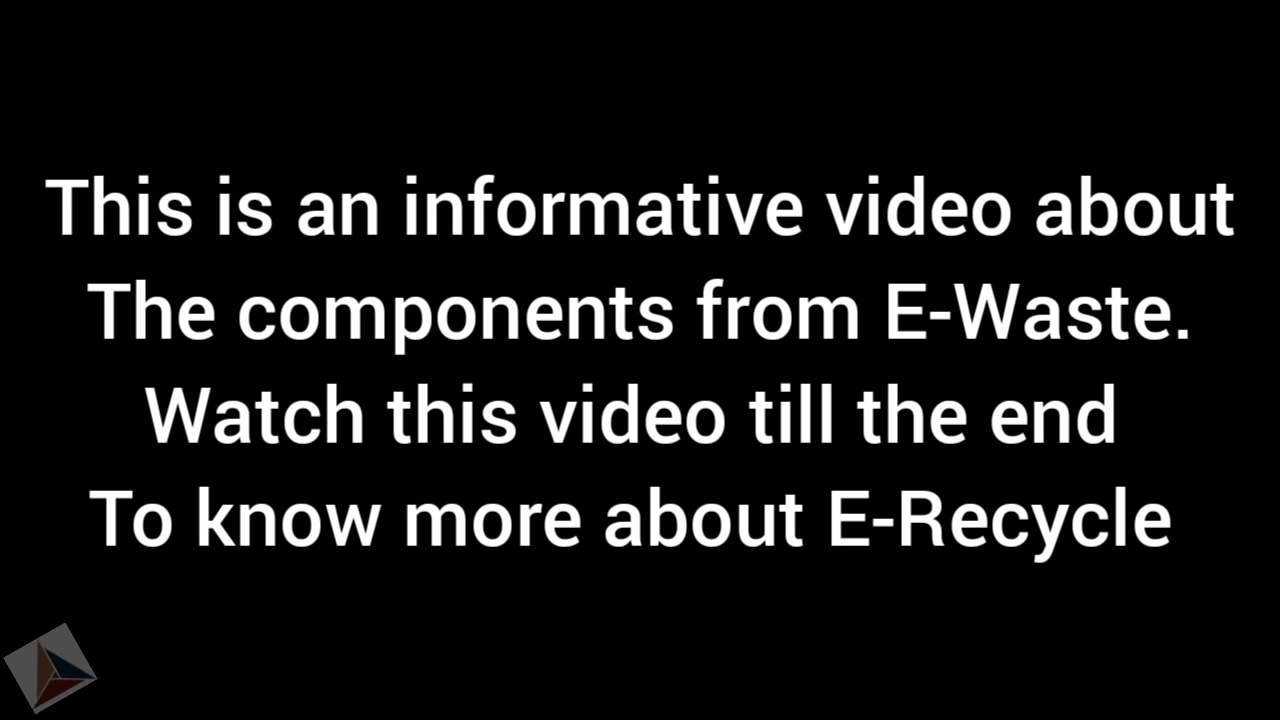 This is an informative video about
The components from E-Waste.
Watch this video till the end
To know more about E-Recycle